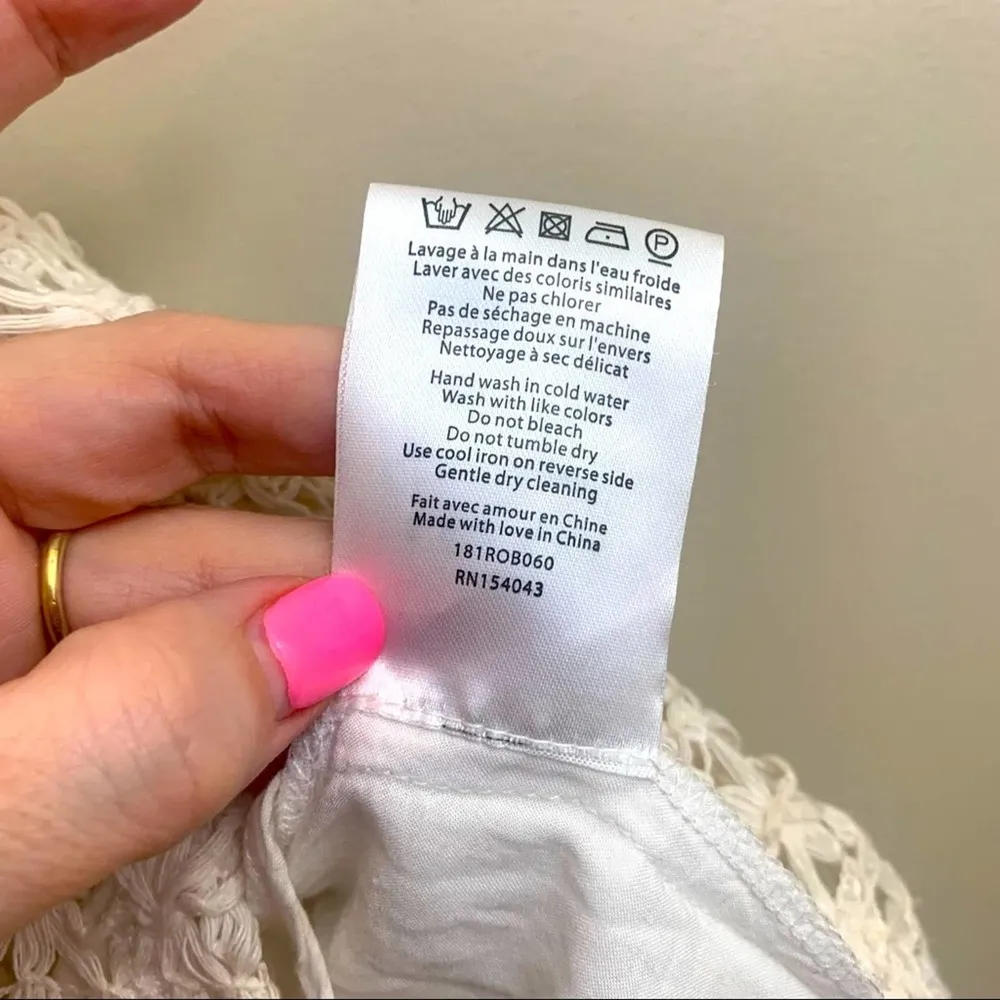 P
Lavage à la main dans l'eau froide
Laver avec des coloris similaires
Ne pas chlorer
Pas de séchage en machine
Repassage doux sur l'envers
Nettoyage à sec délicat
Hand wash in cold water
Wash with like colors
Do not bleach
Do not tumble dry
Use cool iron on reverse side
Gentle dry cleaning
Fait avec amour en Chine
Made with love in China
181ROB060
RN154043